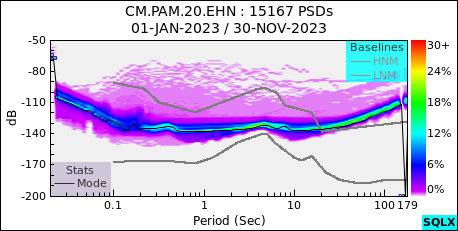 CM.PAM.20.EHN : 15167 PSDs
01-JAN-2023 / 30-NOV-2023
-50
-80
-110
-140
-170
-200
dB
Baselines
HNM
LNM
Stats
Mode
30+
24%
18%
12%
6%
0%
0.1
1
10
100
179
Period (Sec)
SQLX